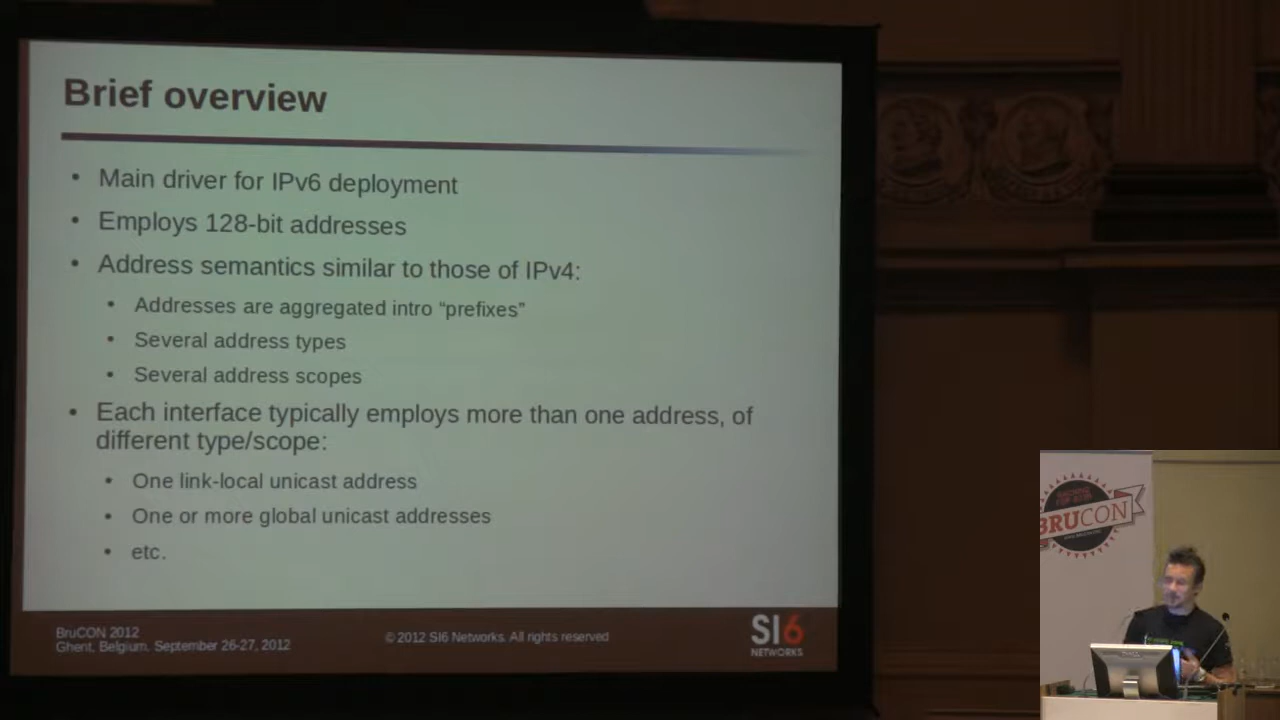 Brief overview
• Main driver for IPv6 deployment
• Employs 128-bit addresses
• Address semantics similar to those of IPv4:
• Addresses are aggregated intro “prefixes”
• Several address types
• Several address scopes
• Each interface typically employs more than one address, of
different type/scope:
• One link-local unicast address
• One or more global unicast addresses
• etc.
BruCON 2012
Ghent, Belgium. September 26-27, 2012
© 2012 SI6 Networks. All rights reserved
SI6
NETWORKS
BRUCON